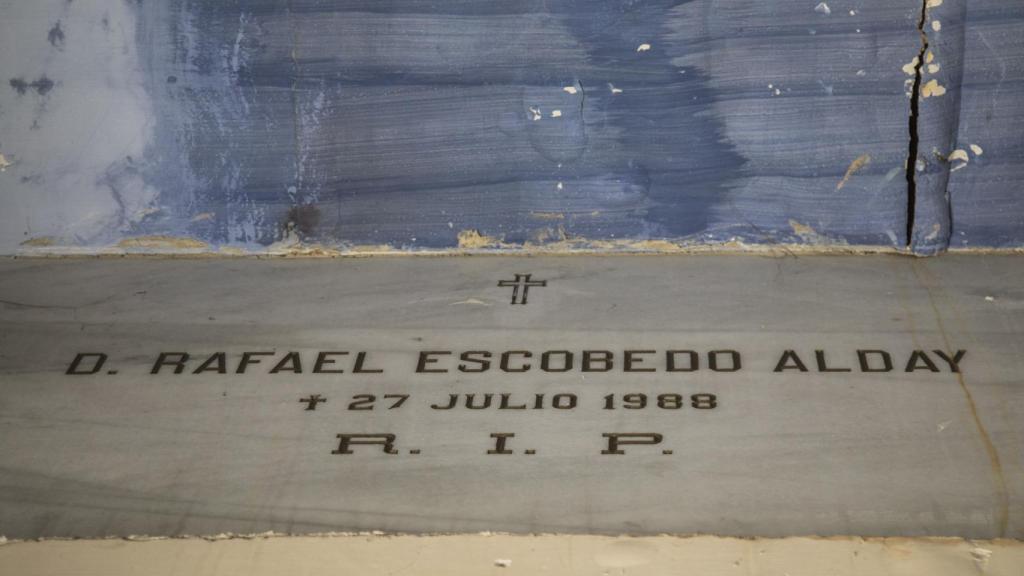 D. RAFAEL ESCOBEDO ALDAY
✝ 27 JULIO 1988
R. I. P.